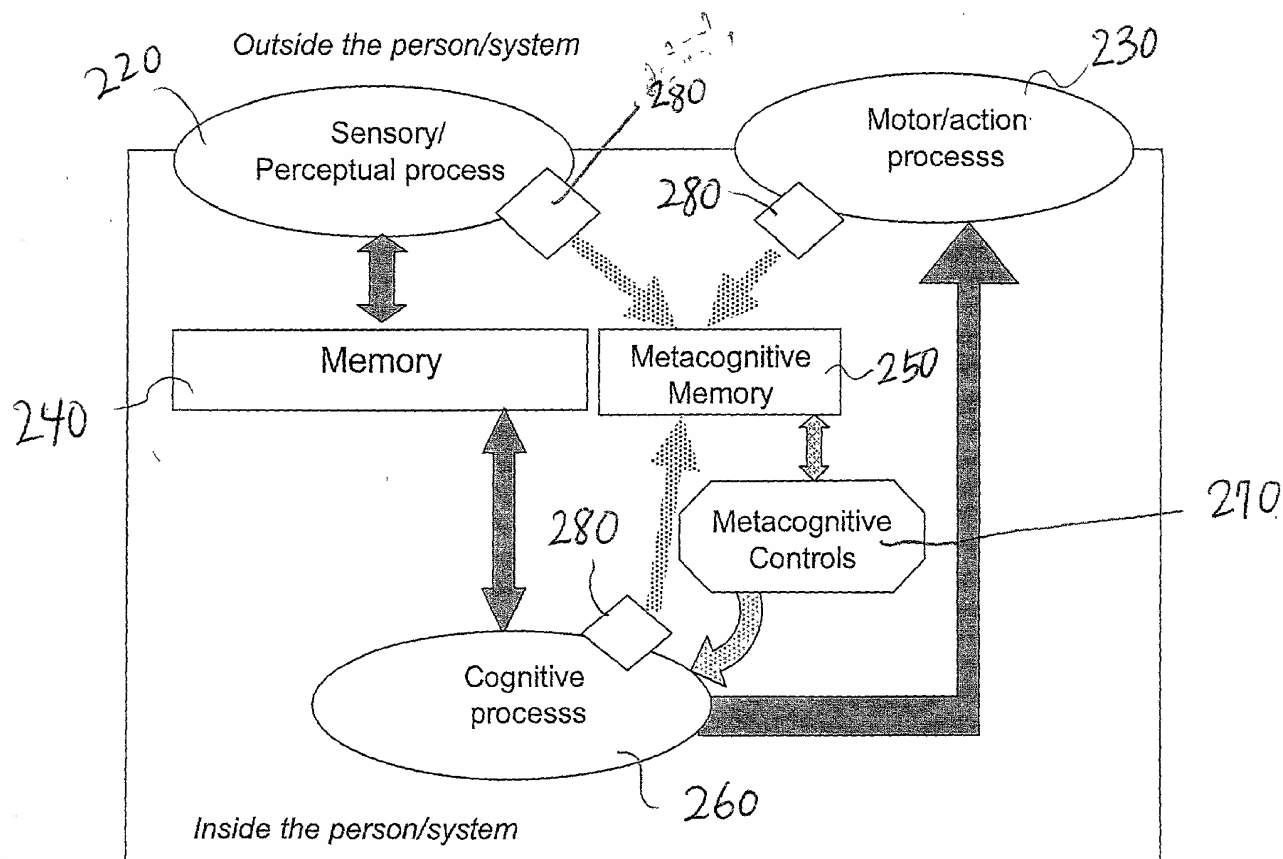 Outside the person/system
220
280
230
Sensory/
Perceptual process
Motor/action
processs
280
Memory
240
Metacognitive
Memory
250
Metacognitive
Controls
270
280
Cognitive
processs
260
Inside the person/system